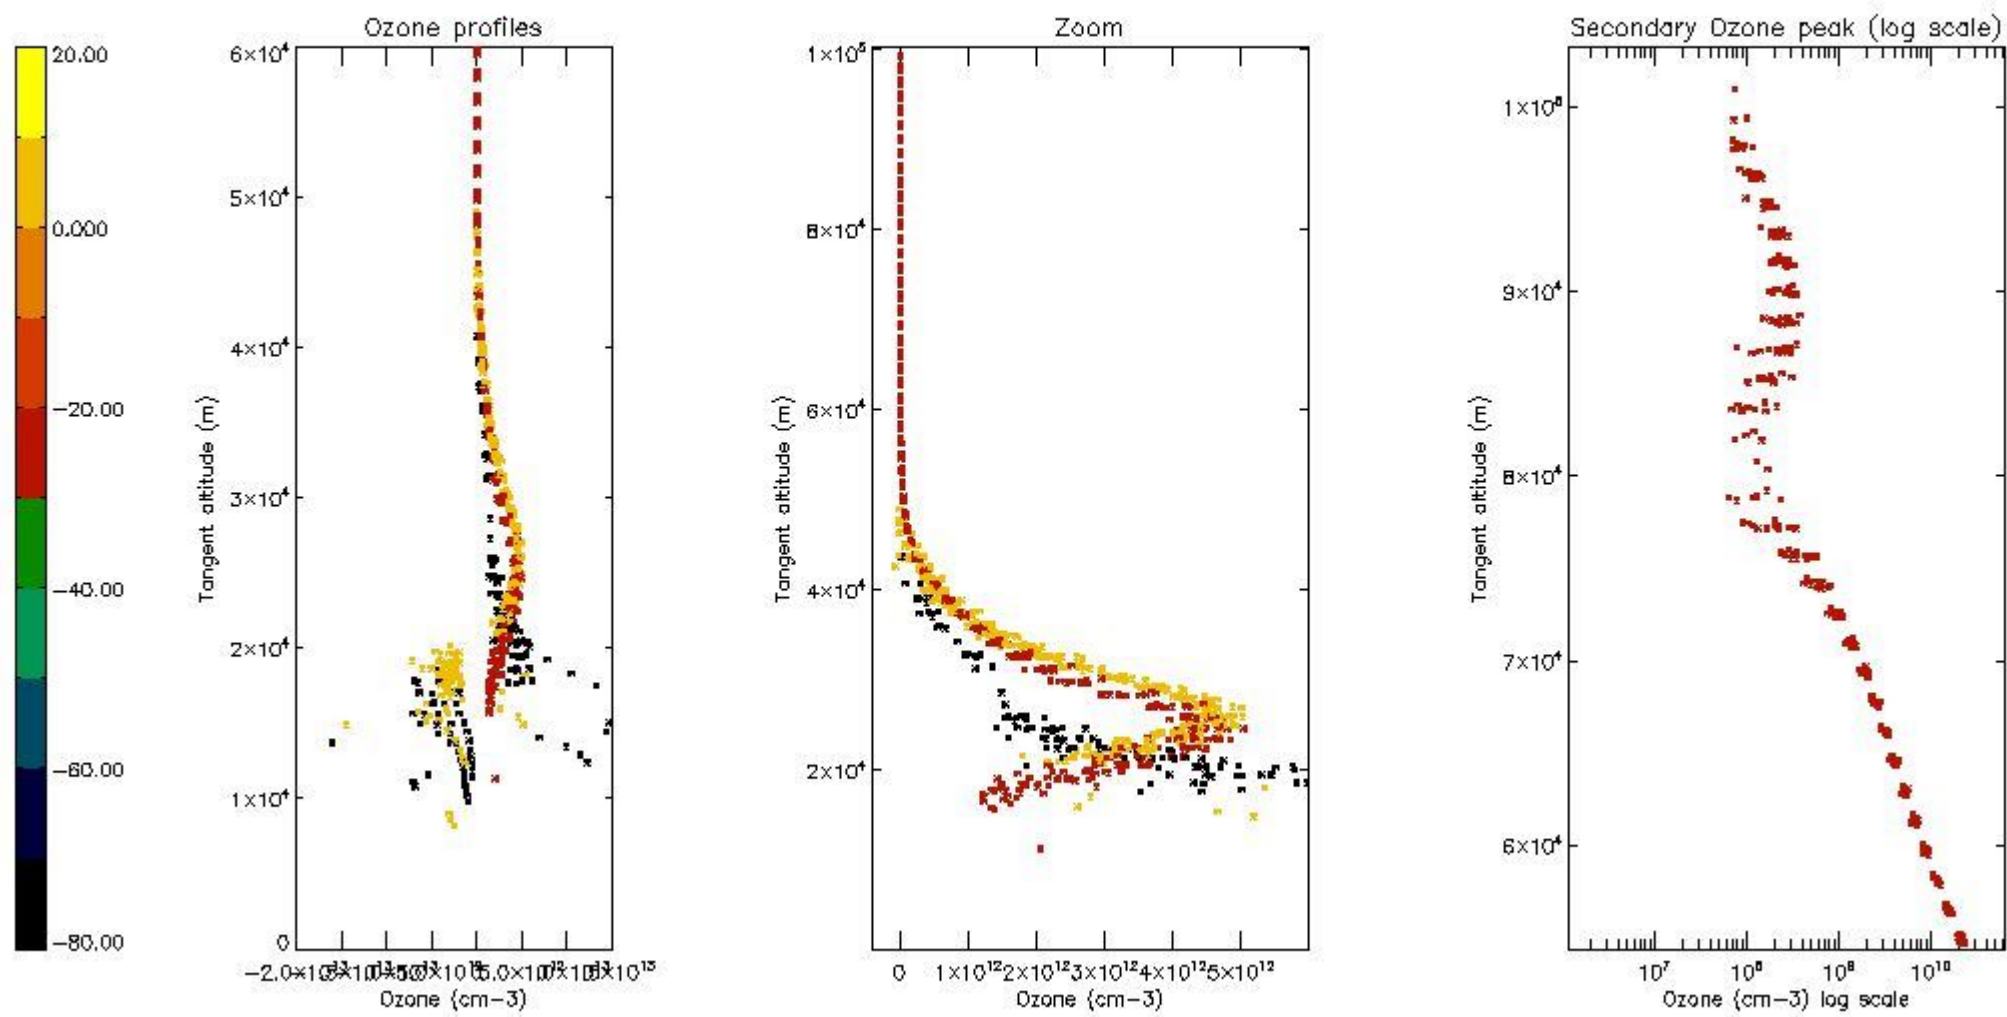 Ozone profiles
Zoom
Secondary Ozone peak (log scale)
20.00
0.000
−20.00
−40.00
−60.00
−80.00
6×10⁴
5×10⁴
4×10⁴
3×10⁴
2×10⁴
1×10⁴
0
Tangent altitude (m)
Ozone (cm−3)
1×10⁵
8×10⁴
6×10⁴
4×10⁴
2×10⁴
Tangent altitude (m)
0 1×10¹² 2×10¹² 3×10¹² 4×10¹² 5×10¹²
Ozone (cm−3)
1×10⁵
9×10⁴
8×10⁴
7×10⁴
6×10⁴
Tangent altitude (m)
10⁷ 10⁸ 10⁹ 10¹⁰
Ozone (cm−3) log scale